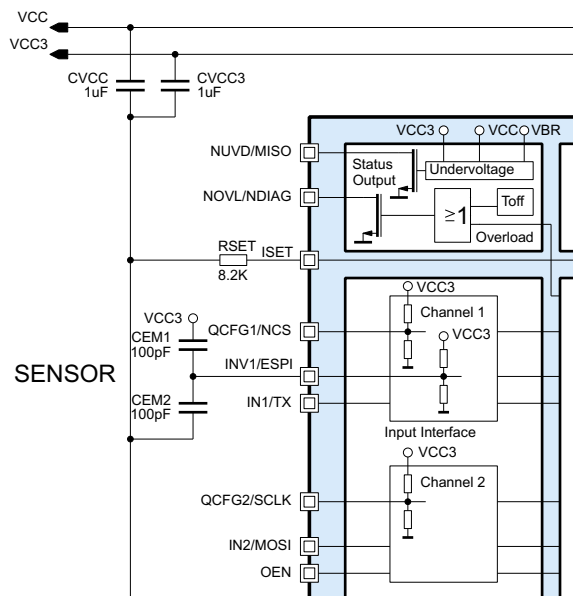 VCC
VCC3
CVCC
1uF
CVCC3
1uF
VCC3
VCC
VBR
NUVD/MISO
Status
Output
Undervoltage
NOVL/NDIAG
≥1
Toff
Overload
RSET
8.2K
ISET
VCC3
Channel 1
VCC3
CEM1
100pF
QCFG1/NCS
VCC3
INV1/ESPI
SENSOR
CEM2
100pF
IN1/TX
Input Interface
VCC3
Channel 2
QCFG2/SCLK
IN2/MOSI
OEN